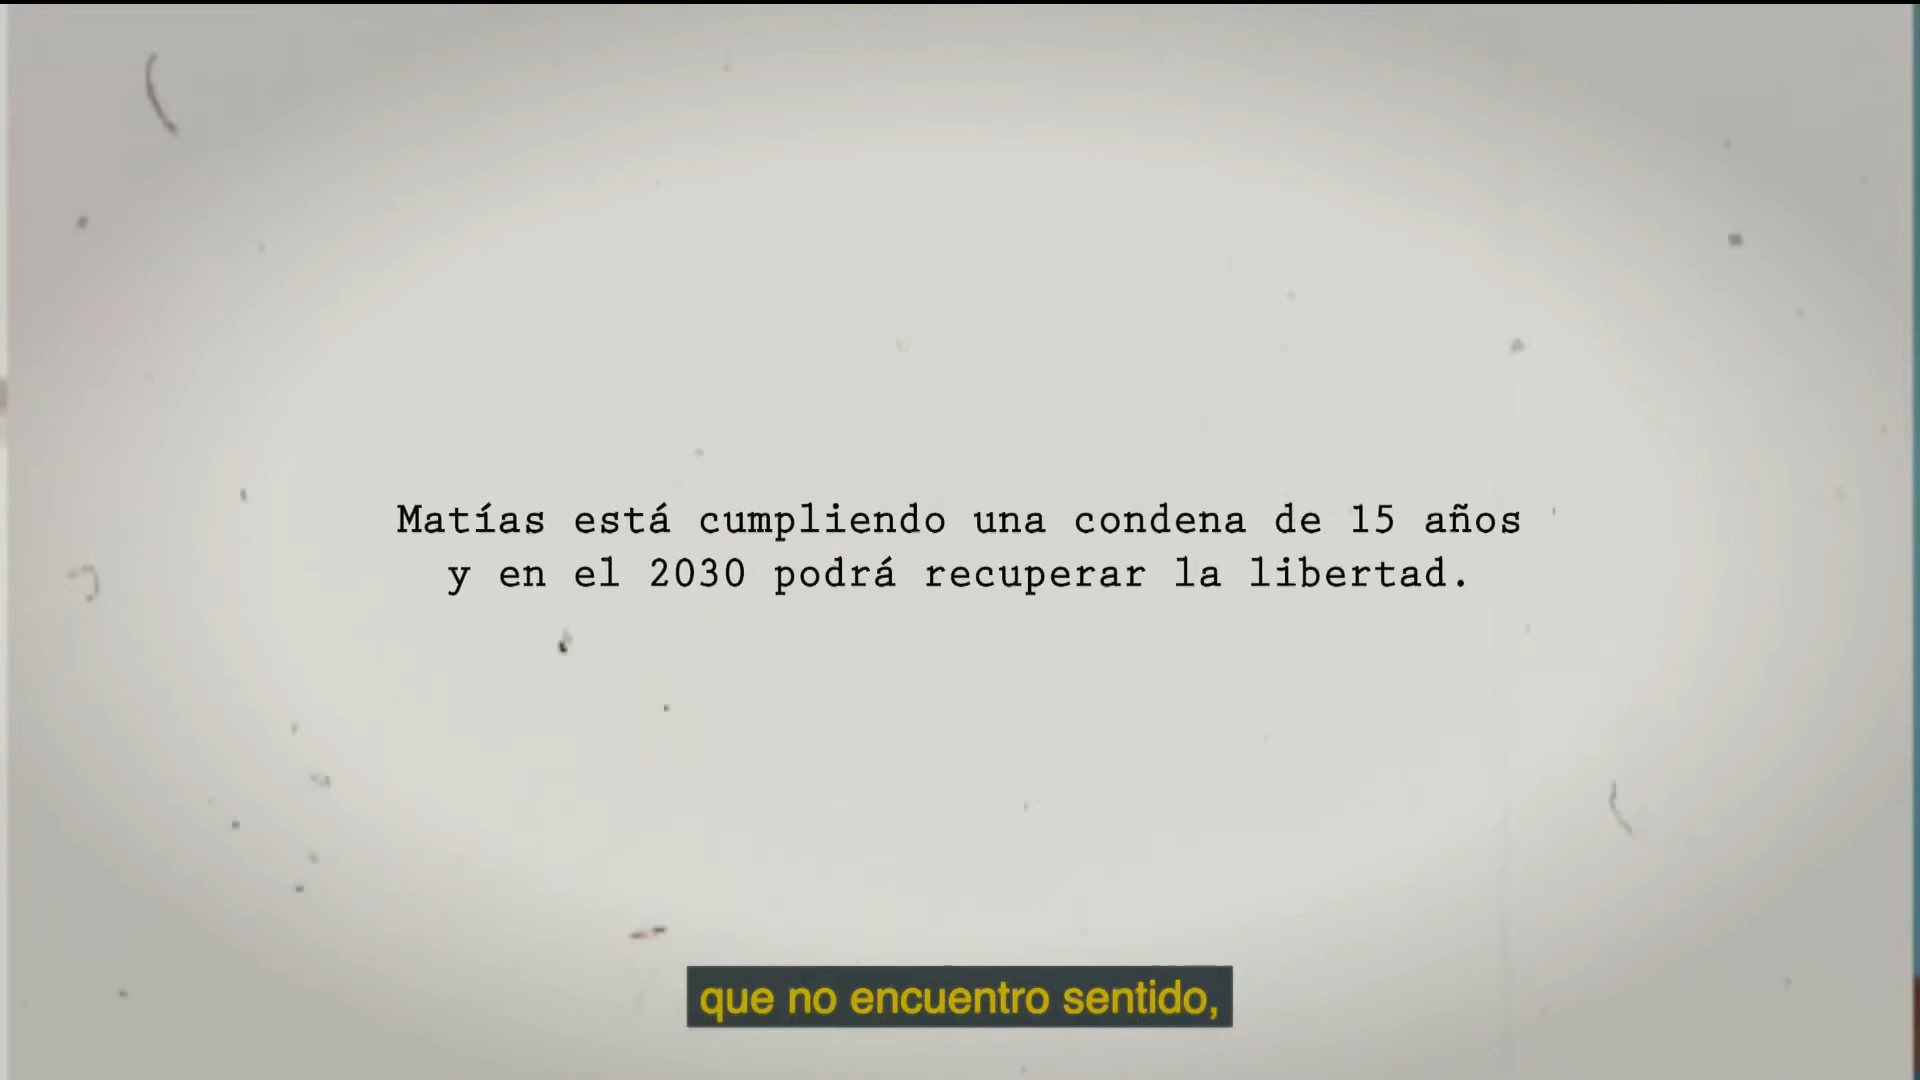 Matías está cumpliendo una condena de 15 años
y en el 2030 podrá recuperar la libertad.
que no encuentro sentido,